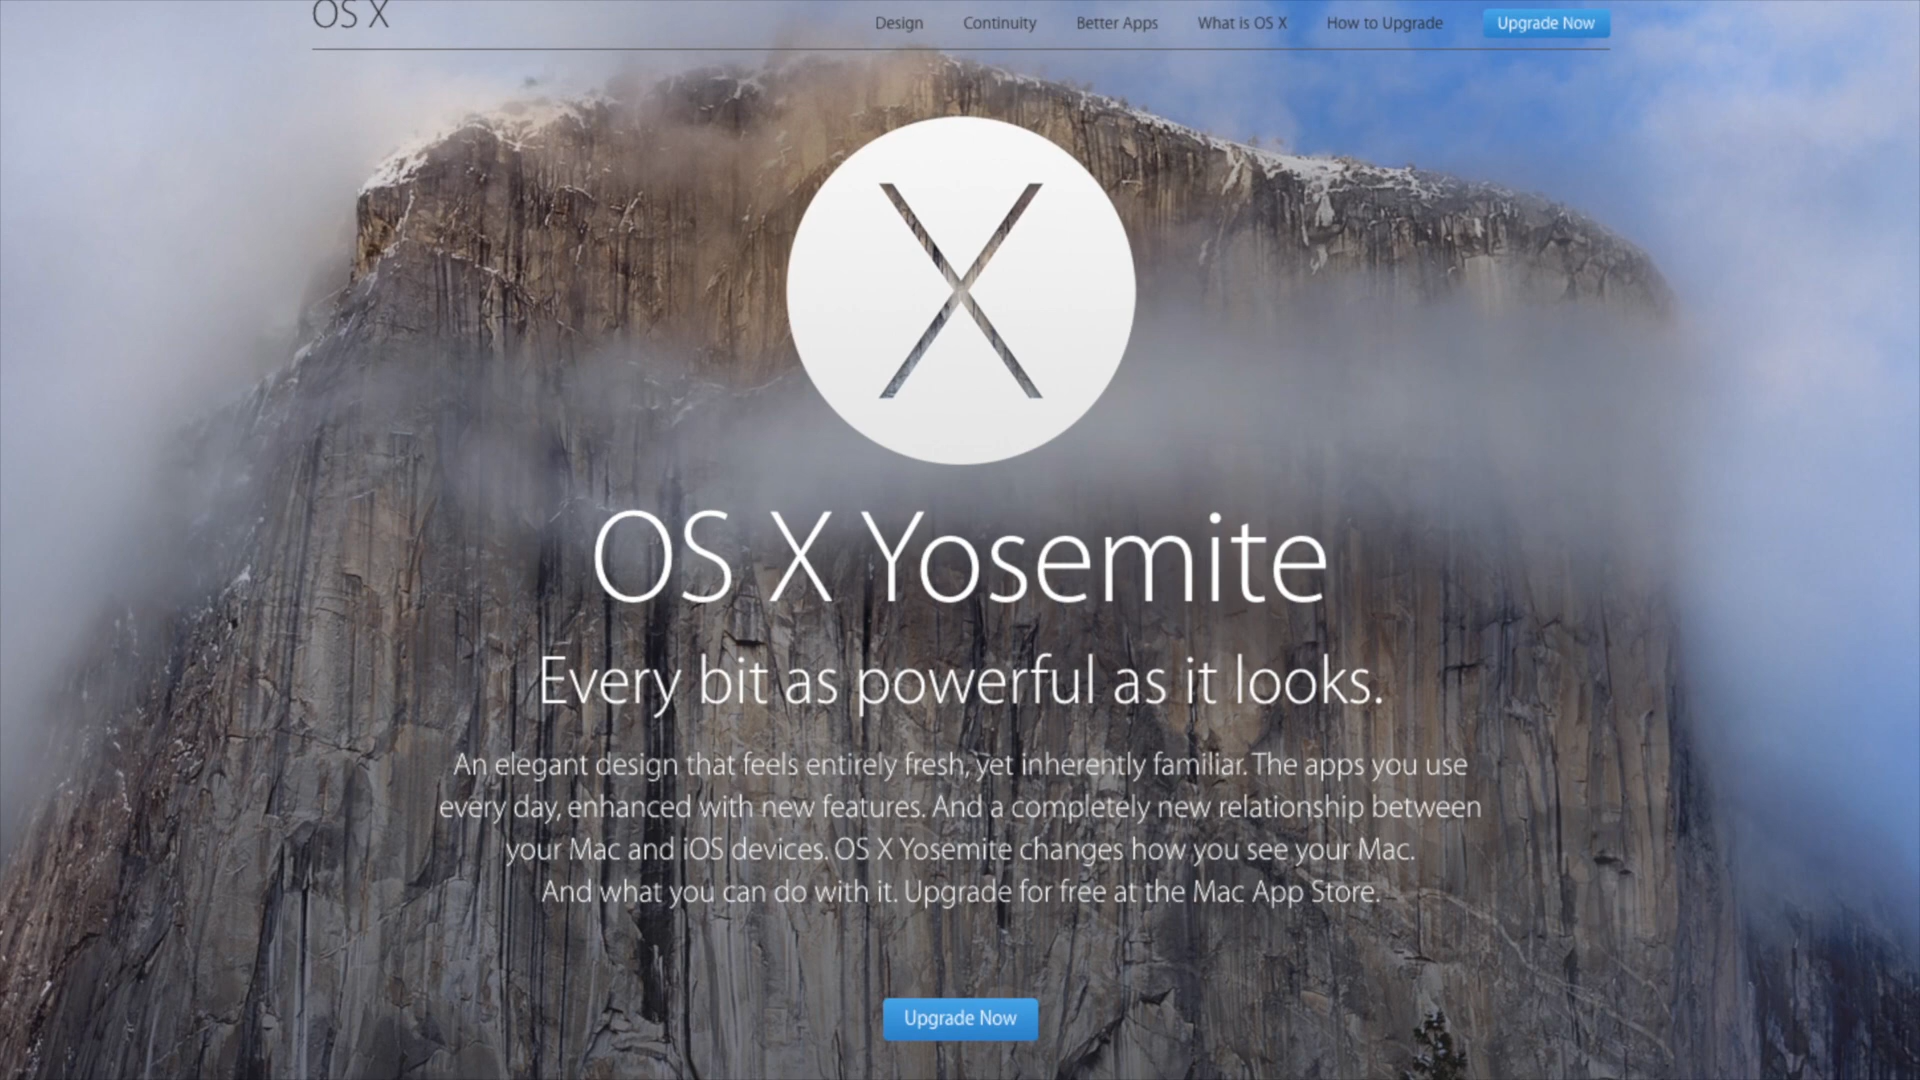 OS X
Design
Continuity
Better Apps
What is OS X
How to Upgrade
Upgrade Now
X
OS X Yosemite
Every bit as powerful as it looks.
An elegant design that feels entirely fresh, yet inherently familiar. The apps you use
every day, enhanced with new features. And a completely new relationship between
your Mac and iOS devices. OS X Yosemite changes how you see your Mac.
And what you can do with it. Upgrade for free at the Mac App Store.
Upgrade Now